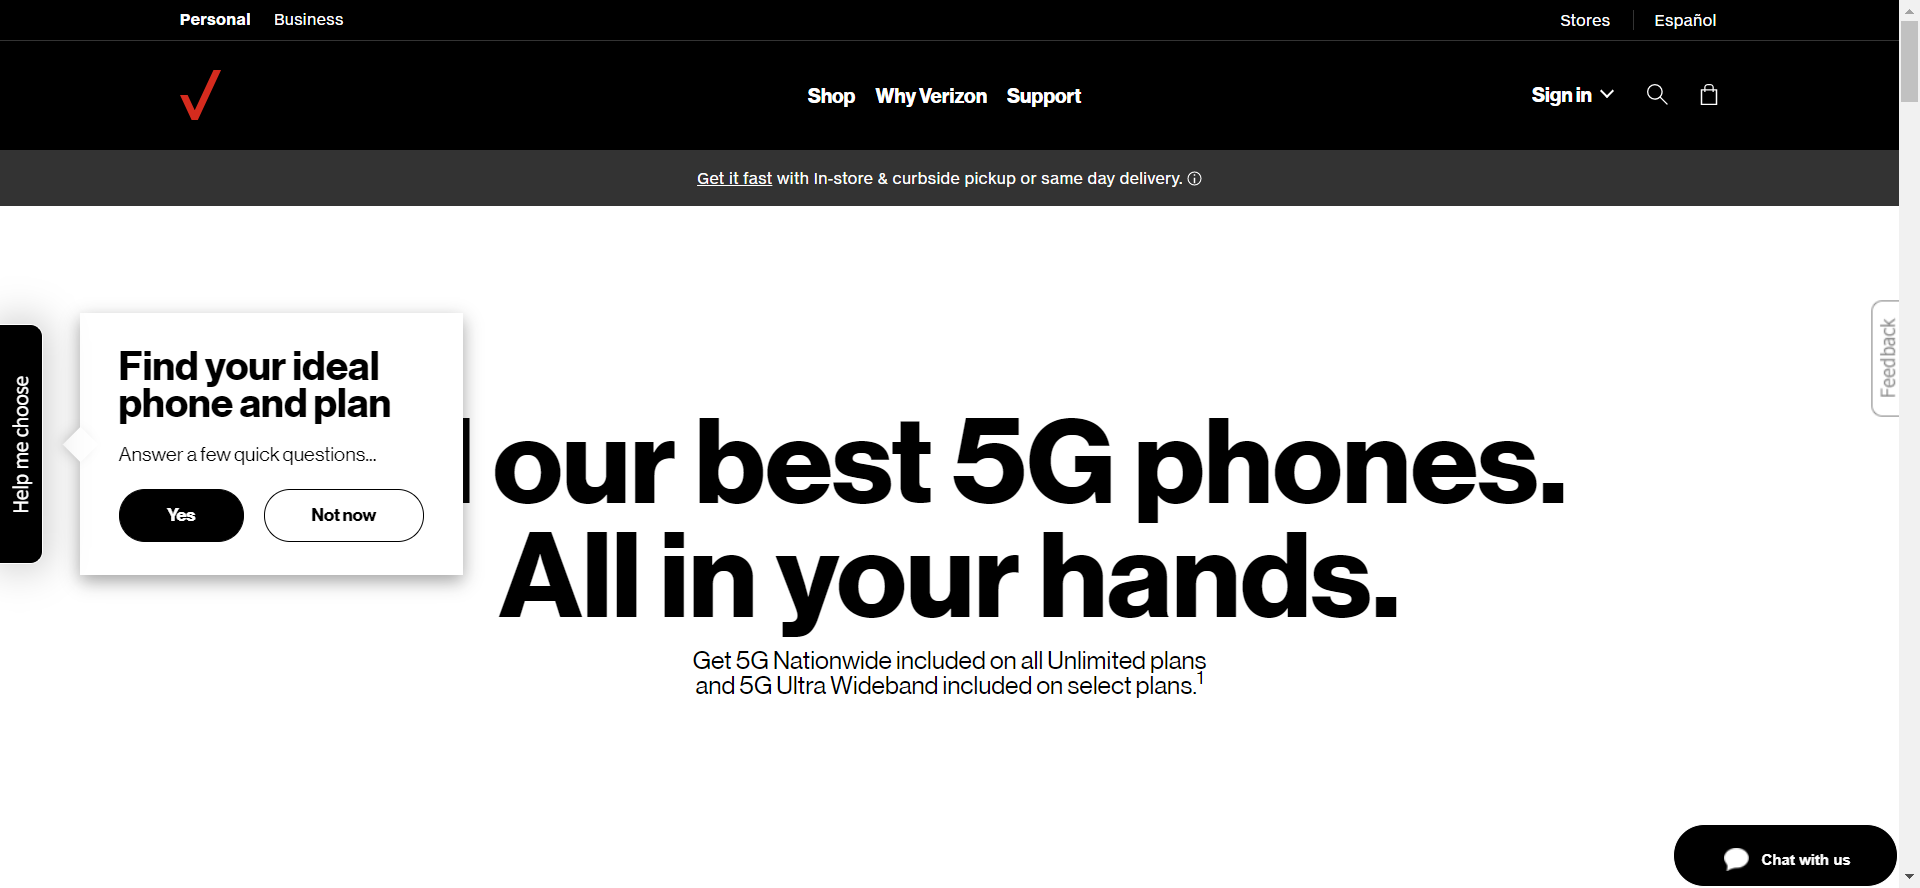 Personal Business
Stores Español
Shop Why Verizon Support
Sign in
Get it fast with In-store & curbside pickup or same day delivery.
Help me choose
Find your ideal
phone and plan
Answer a few quick questions...
Yes Not now
our best 5G phones.
All in your hands.
Get 5G Nationwide included on all Unlimited plans
and 5G Ultra Wideband included on select plans.1
Feedback
Chat with us